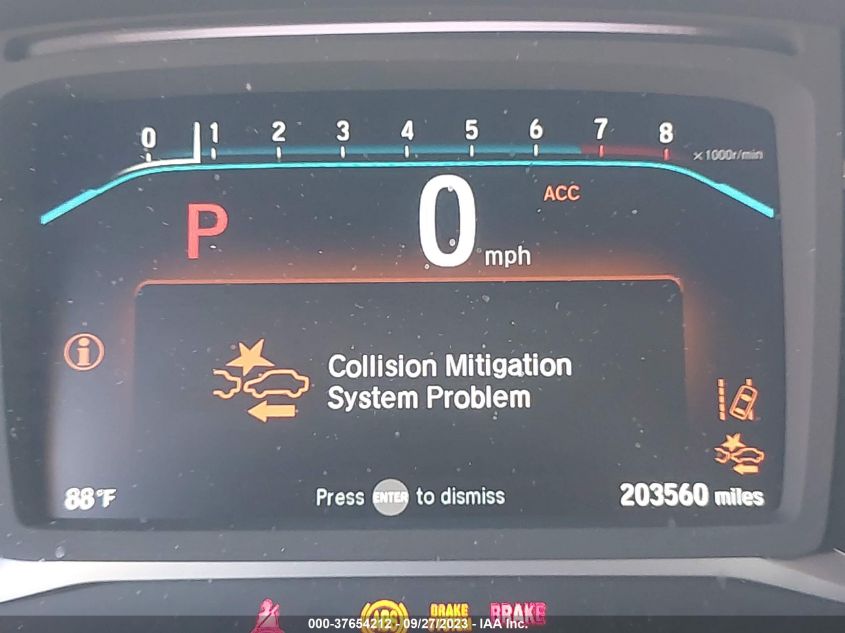 0 1 2 3 4 5 6 7 8 ×1000r/min
P 0 mph ACC
Collision Mitigation
System Problem
88°F Press ENTER to dismiss 203560 miles
BRAKE BRAKE
000-37654212 - 09/27/2023 - IAA Inc.